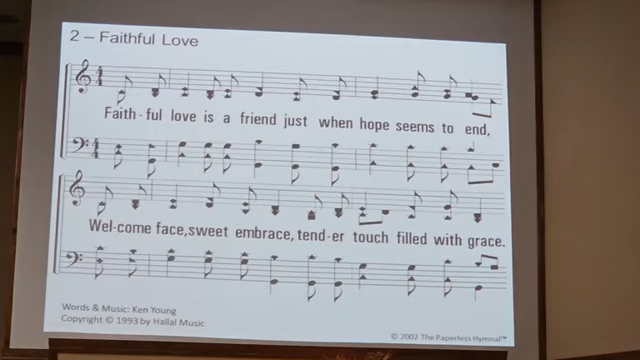 2 – Faithful Love
Faith-ful love is a friend just when hope seems to end,
Wel-come face, sweet embrace, tend-er touch filled with grace.
Words & Music: Ken Young
Copyright © 1993 by Hallal Music
© 2002 The Paperless Hymnal™